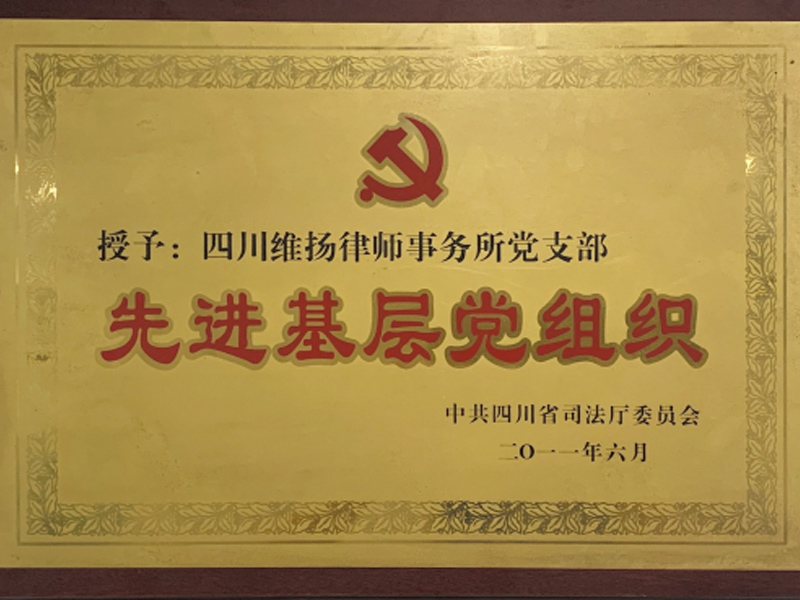 授予：四川维扬律师事务所党支部
先进基层党组织
中共四川省司法厅委员会
二〇一一年六月